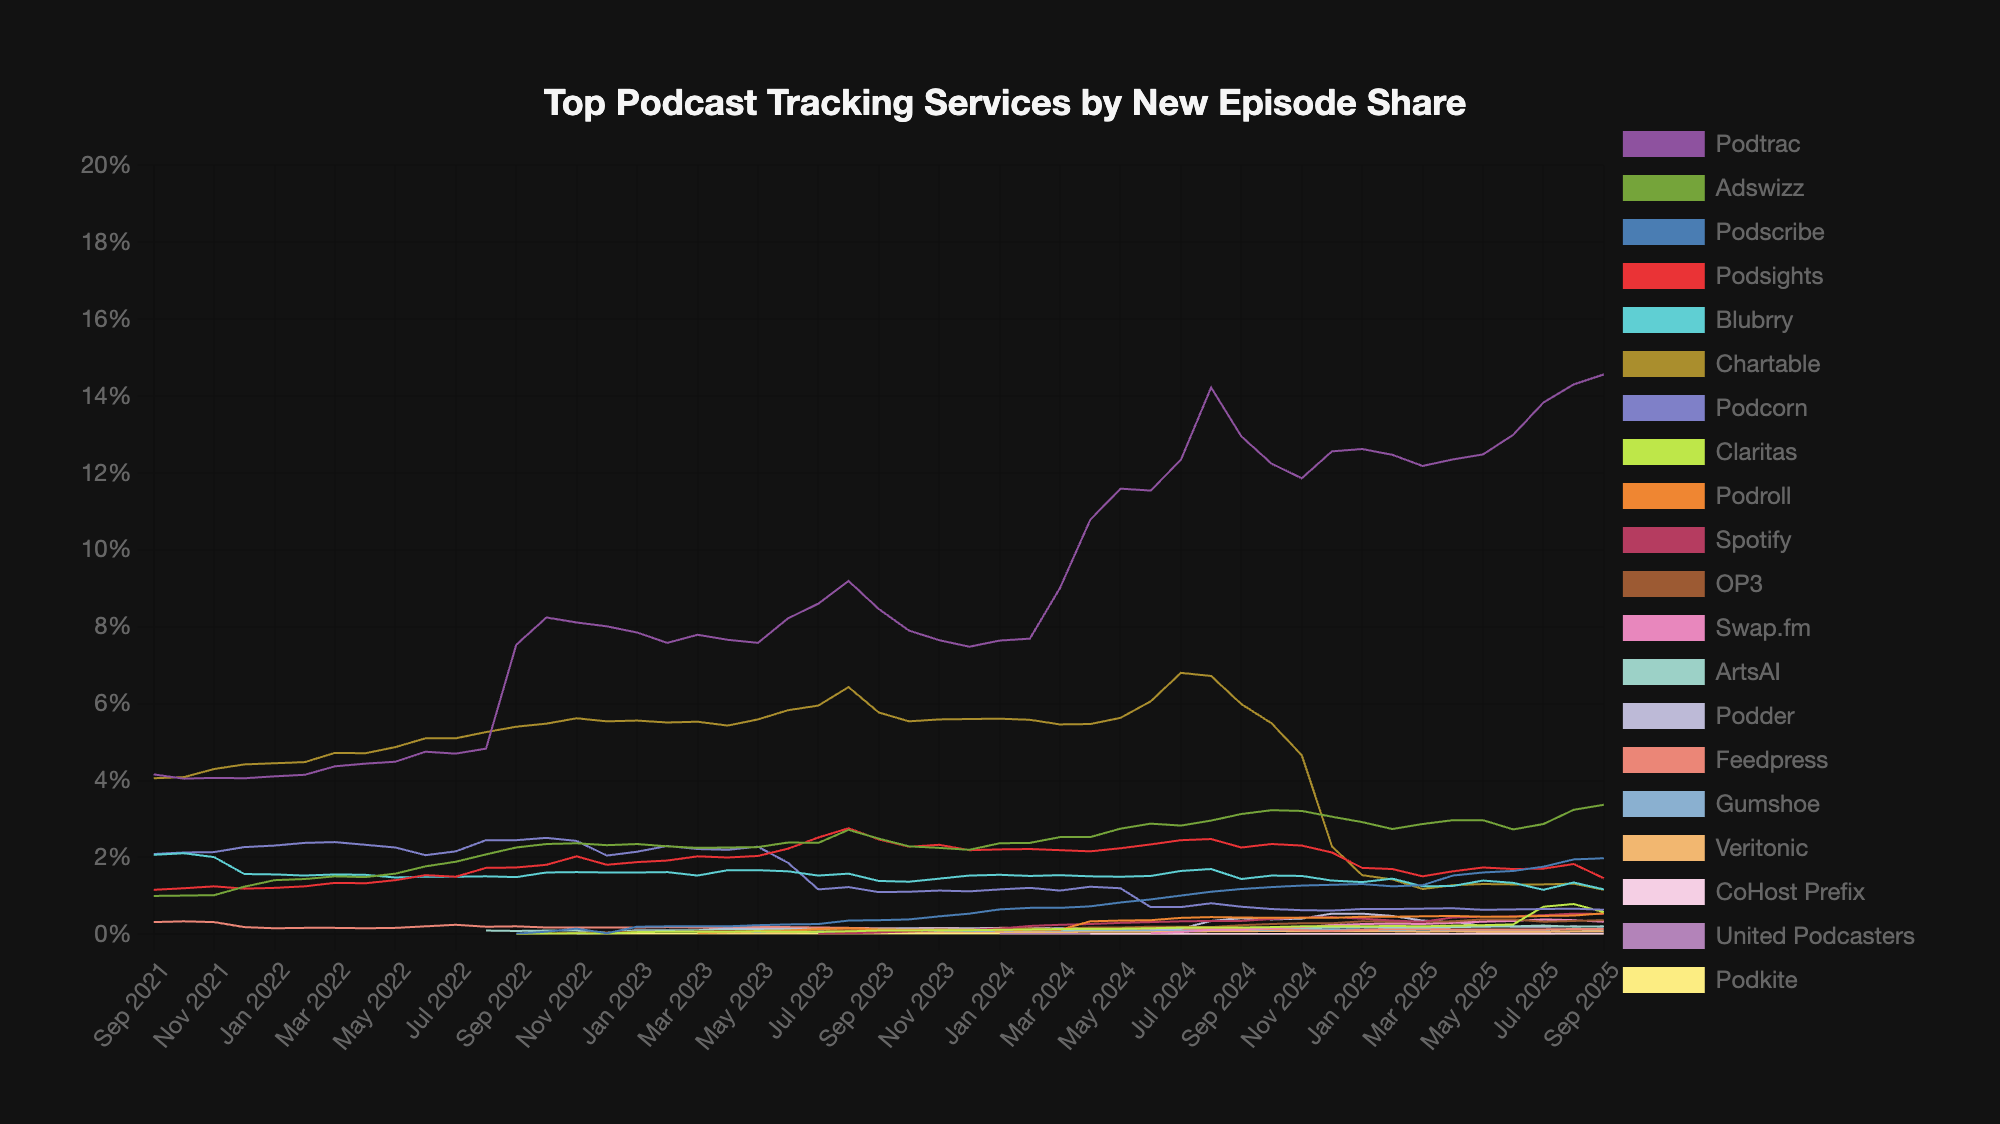 Top Podcast Tracking Services by New Episode Share
Podtrac
Adswizz
Podscribe
Podsights
Blubrry
Chartable
Podcorn
Claritas
Podroll
Spotify
OP3
Swap.fm
ArtsAI
Podder
Feedpress
Gumshoe
Veritonic
CoHost Prefix
United Podcasters
Podkite
20%
18%
16%
14%
12%
10%
8%
6%
4%
2%
0%
Sep 2021
Nov 2021
Jan 2022
Mar 2022
May 2022
Jul 2022
Sep 2022
Nov 2022
Jan 2023
Mar 2023
May 2023
Jul 2023
Sep 2023
Nov 2023
Jan 2024
Mar 2024
May 2024
Jul 2024
Sep 2024
Nov 2024
Jan 2025
Mar 2025
May 2025
Jul 2025
Sep 2025